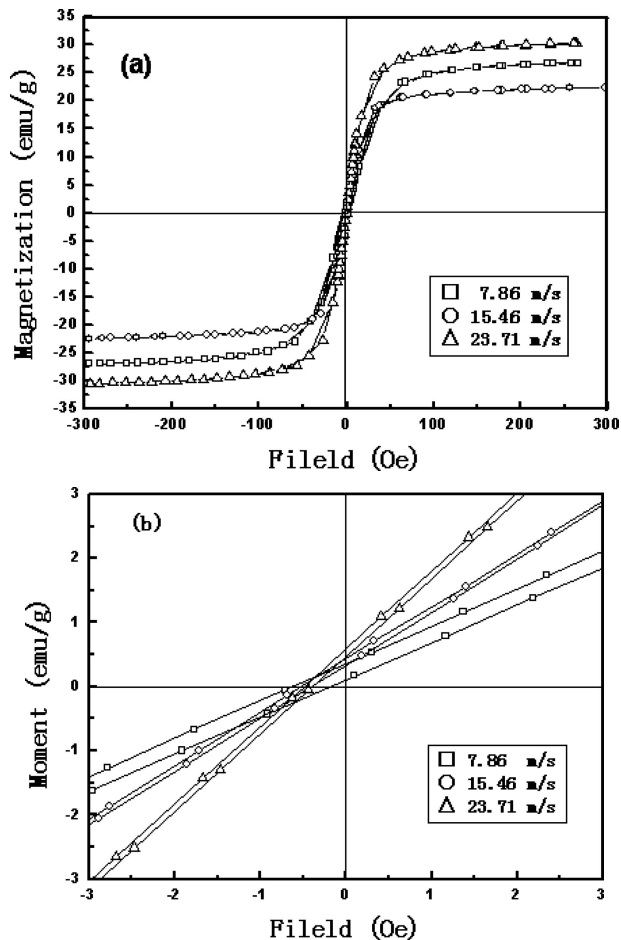 35
30
25
20
15
10
5
0
-5
-10
-15
-20
-25
-30
-35
Magnetization (emu/g)
(a)
7.86 m/s
15.46 m/s
23.71 m/s
-300 -200 -100 0 100 200 300
Fileld (Oe)
3
2
1
0
-1
-2
-3
Moment (emu/g)
(b)
7.86 m/s
15.46 m/s
23.71 m/s
-3 -2 -1 0 1 2 3
Fileld (Oe)